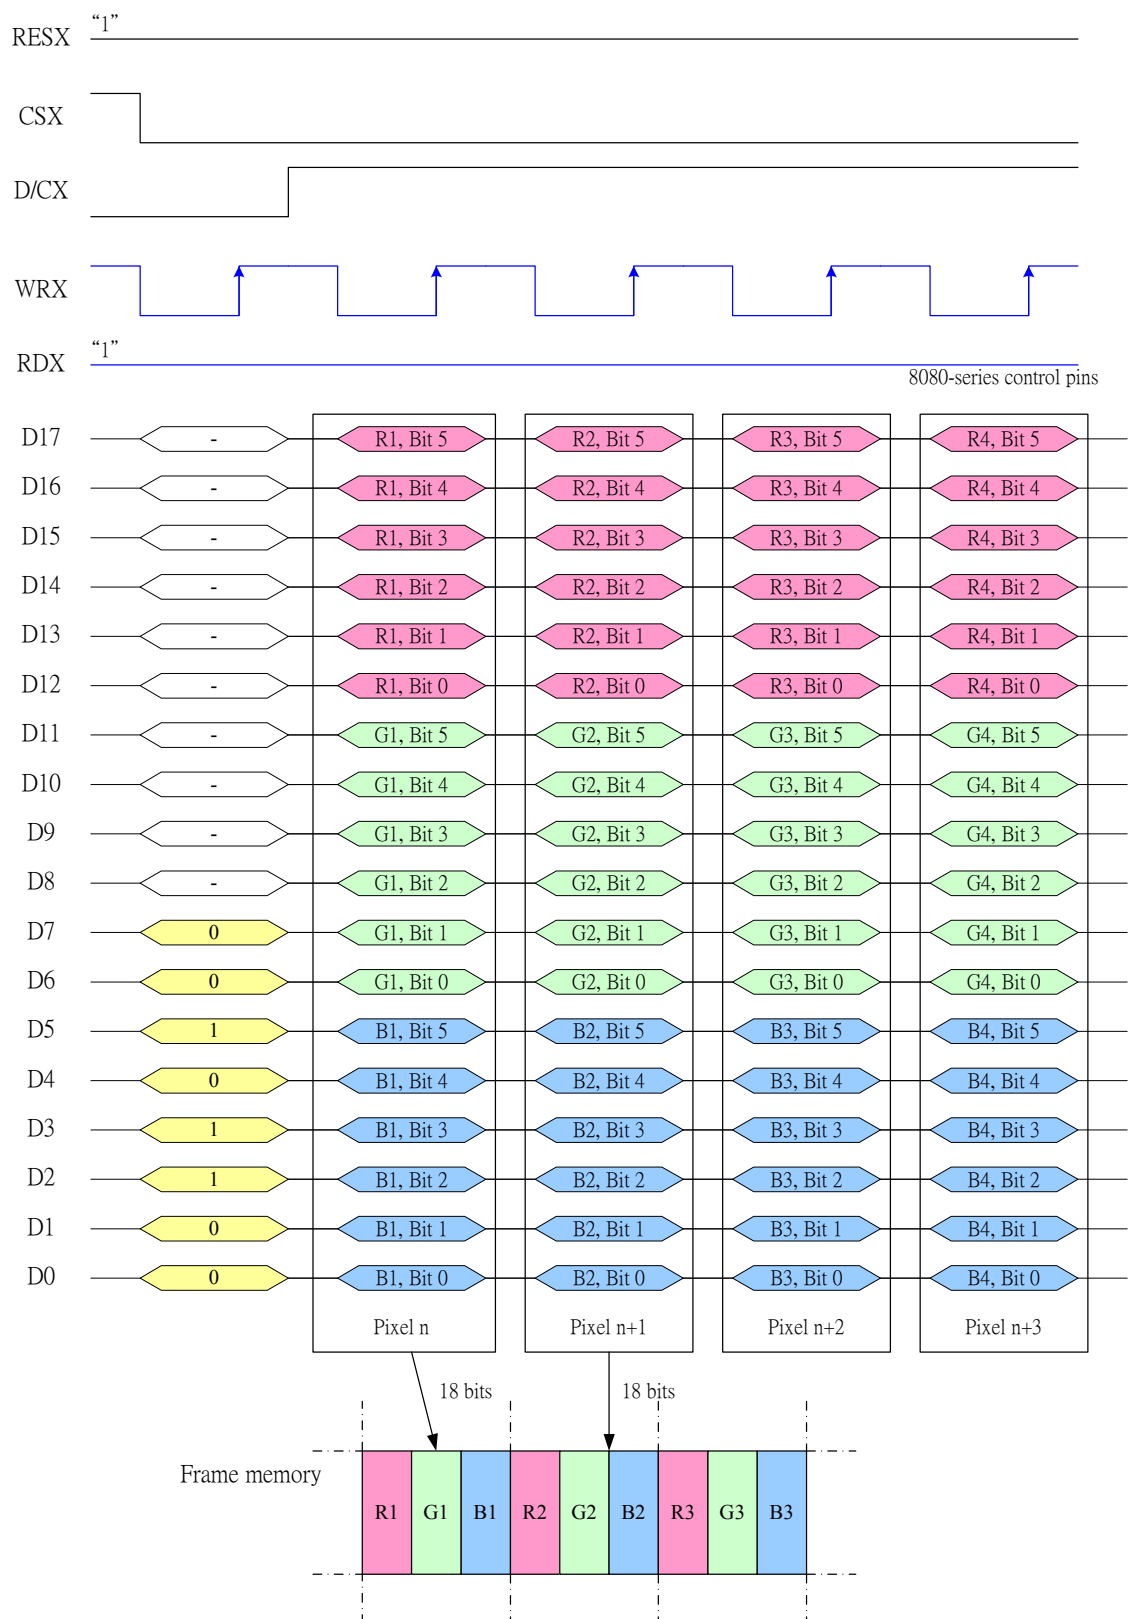 RESX “1”
CSX
D/CX
WRX
RDX “1”
8080-series control pins
D17 - R1, Bit 5 R2, Bit 5 R3, Bit 5 R4, Bit 5
D16 - R1, Bit 4 R2, Bit 4 R3, Bit 4 R4, Bit 4
D15 - R1, Bit 3 R2, Bit 3 R3, Bit 3 R4, Bit 3
D14 - R1, Bit 2 R2, Bit 2 R3, Bit 2 R4, Bit 2
D13 - R1, Bit 1 R2, Bit 1 R3, Bit 1 R4, Bit 1
D12 - R1, Bit 0 R2, Bit 0 R3, Bit 0 R4, Bit 0
D11 - G1, Bit 5 G2, Bit 5 G3, Bit 5 G4, Bit 5
D10 - G1, Bit 4 G2, Bit 4 G3, Bit 4 G4, Bit 4
D9 - G1, Bit 3 G2, Bit 3 G3, Bit 3 G4, Bit 3
D8 - G1, Bit 2 G2, Bit 2 G3, Bit 2 G4, Bit 2
D7 0 G1, Bit 1 G2, Bit 1 G3, Bit 1 G4, Bit 1
D6 0 G1, Bit 0 G2, Bit 0 G3, Bit 0 G4, Bit 0
D5 1 B1, Bit 5 B2, Bit 5 B3, Bit 5 B4, Bit 5
D4 0 B1, Bit 4 B2, Bit 4 B3, Bit 4 B4, Bit 4
D3 1 B1, Bit 3 B2, Bit 3 B3, Bit 3 B4, Bit 3
D2 1 B1, Bit 2 B2, Bit 2 B3, Bit 2 B4, Bit 2
D1 0 B1, Bit 1 B2, Bit 1 B3, Bit 1 B4, Bit 1
D0 0 B1, Bit 0 B2, Bit 0 B3, Bit 0 B4, Bit 0
Pixel n Pixel n+1 Pixel n+2 Pixel n+3
18 bits 18 bits
Frame memory
R1 G1 B1 R2 G2 B2 R3 G3 B3